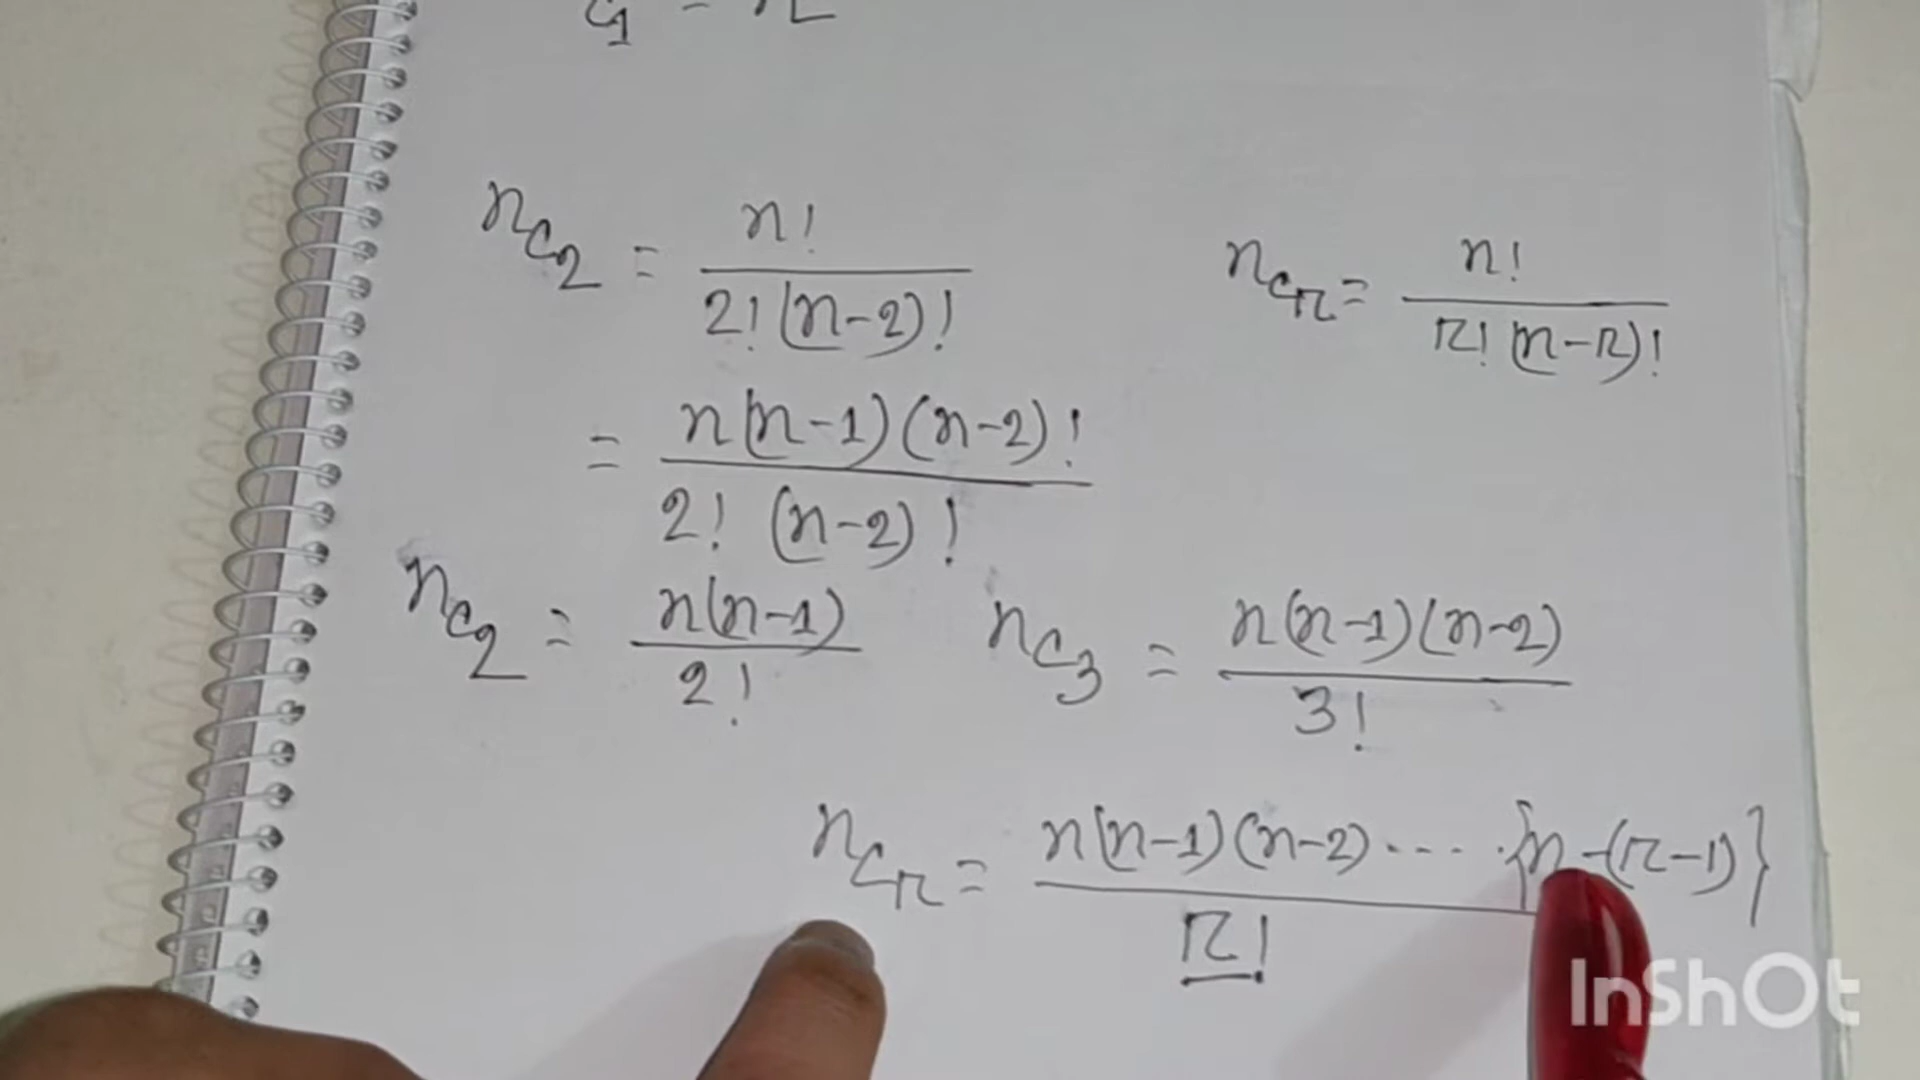 C₁ = n
ⁿC₂ = n! / 2!(n-2)!
ⁿCᵣ = n! / r!(n-r)!
= n(n-1)(n-2)! / 2! (n-2)!
ⁿC₂ = n(n-1) / 2!
ⁿC₃ = n(n-1)(n-2) / 3!
ⁿCᵣ = n(n-1)(n-2).....{n-(r-1)} / r!
InShOt